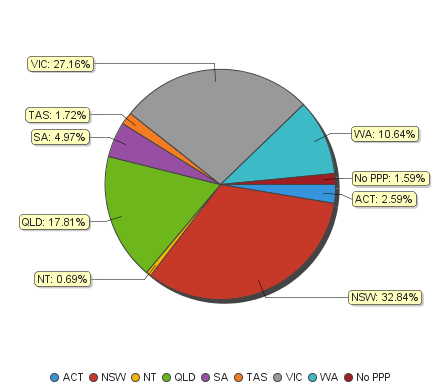 VIC: 27.16%
TAS: 1.72%
WA: 10.64%
SA: 4.97%
No PPP: 1.59%
ACT: 2.59%
QLD: 17.81%
NT: 0.69%
NSW: 32.84%
ACT NSW NT QLD SA TAS VIC WA No PPP